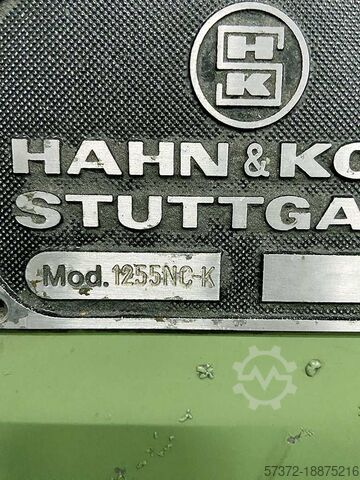 H
K
HAHN & KO
STUTTGA
Mod. 1255NC-K
57372-18875216